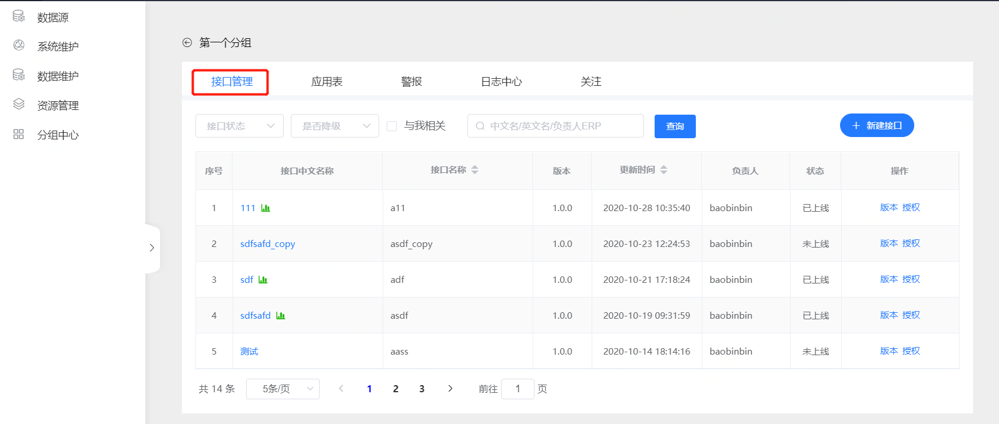 数据源
系统维护
数据维护
资源管理
分组中心
第一个分组
接口管理 应用表 警报 日志中心 关注
接口状态 是否降级 与我相关 中文名/英文名/负责人ERP 查询 新建接口
序号 接口中文名称 接口名称 版本 更新时间 负责人 状态 操作
1 111 a11 1.0.0 2020-10-28 10:35:40 baobinbin 已上线 版本 授权
2 sdfsafd_copy asdf_copy 1.0.0 2020-10-23 12:24:53 baobinbin 未上线 版本 授权
3 sdf adf 1.0.0 2020-10-21 17:18:24 baobinbin 已上线 版本 授权
4 sdfsafd asdf 1.0.0 2020-10-19 09:31:59 baobinbin 已上线 版本 授权
5 测试 aass 1.0.0 2020-10-14 18:14:16 baobinbin 未上线 版本 授权
共 14 条 5条/页 1 2 3 前往 1 页